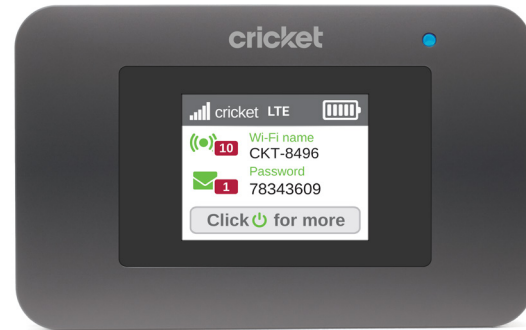 cricket
cricket LTE
Wi-Fi name
10 CKT-8496
Password
1 78343609
Click for more